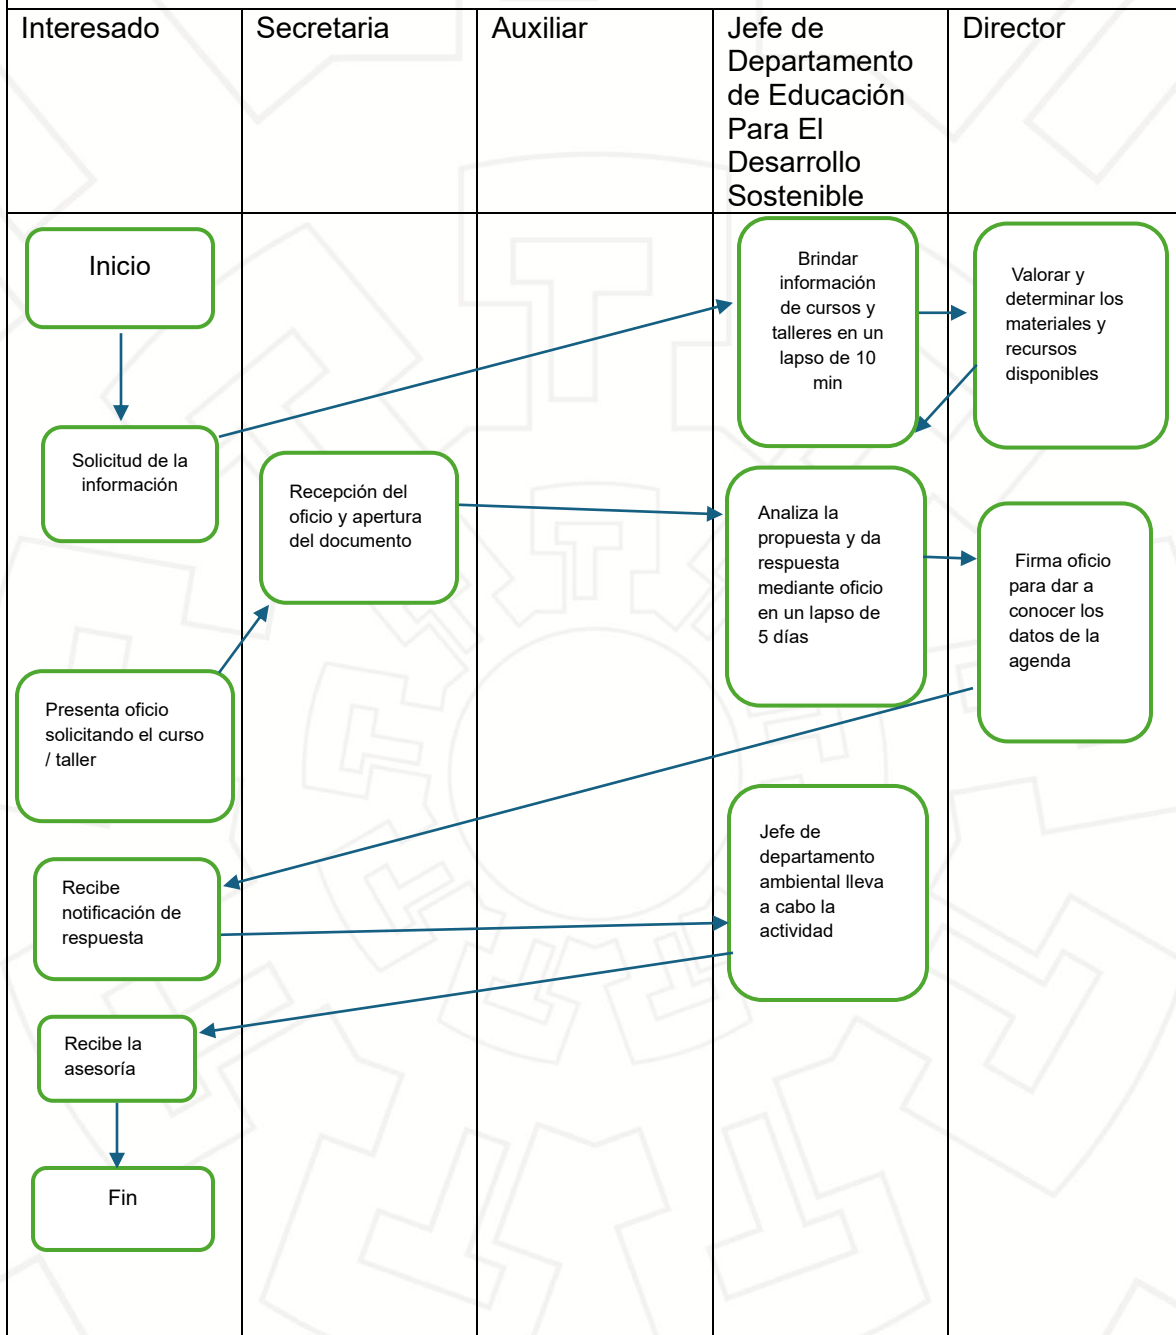 Interesado
Secretaria
Auxiliar
Jefe de
Departamento
de Educación
Para El
Desarrollo
Sostenible
Director
Inicio
Brindar
información
de cursos y
talleres en un
lapso de 10
min
Valorar y
determinar los
materiales y
recursos
disponibles
Solicitud de la
información
Recepción del
oficio y apertura
del documento
Analiza la
propuesta y da
respuesta
mediante oficio
en un lapso de
5 días
Firma oficio
para dar a
conocer los
datos de la
agenda
Presenta oficio
solicitando el curso
/ taller
Recibe
notificación de
respuesta
Jefe de
departamento
ambiental lleva
a cabo la
actividad
Recibe la
asesoría
Fin